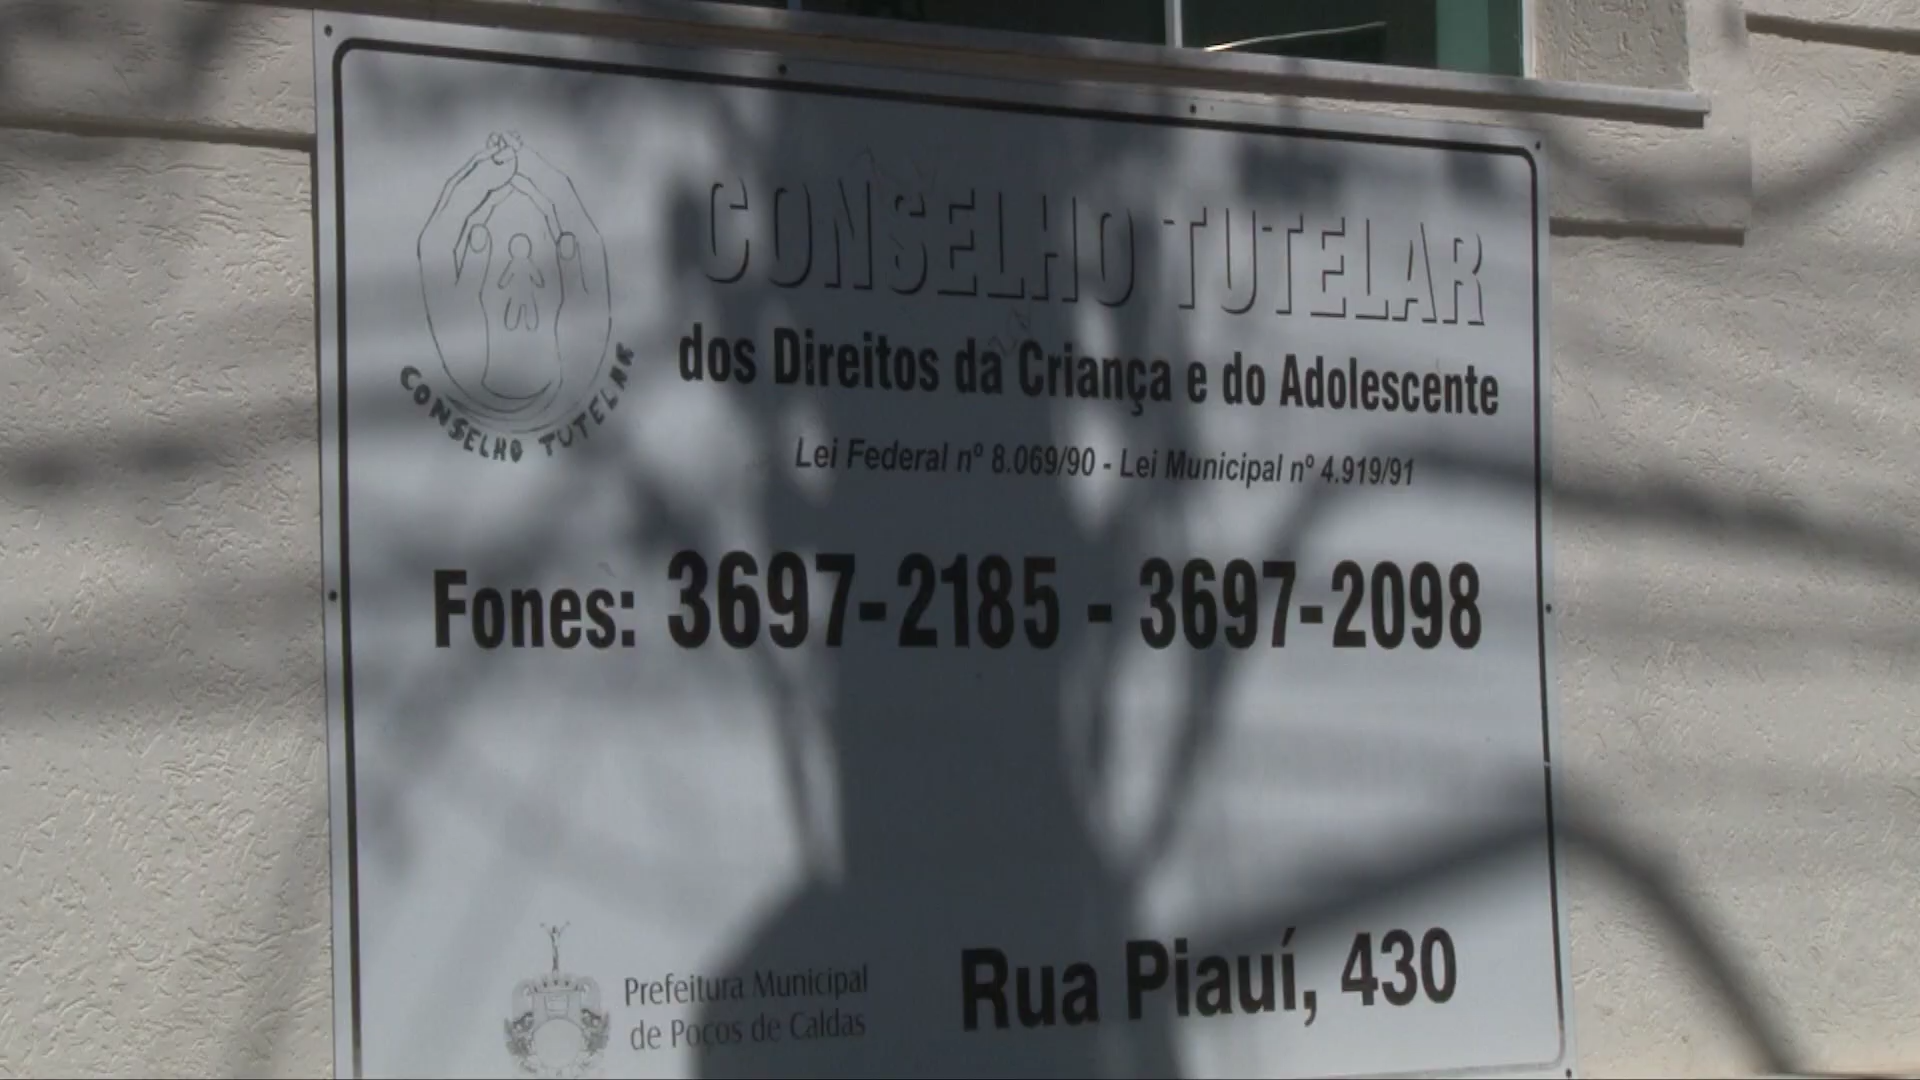 CONSELHO TUTELAR
CONSELHO TUTELAR
dos Direitos da Criança e do Adolescente
Lei Federal nº 8.069/90 - Lei Municipal nº 4.919/91
Fones: 3697-2185 - 3697-2098
Prefeitura Municipal
de Poços de Caldas
Rua Piauí, 430